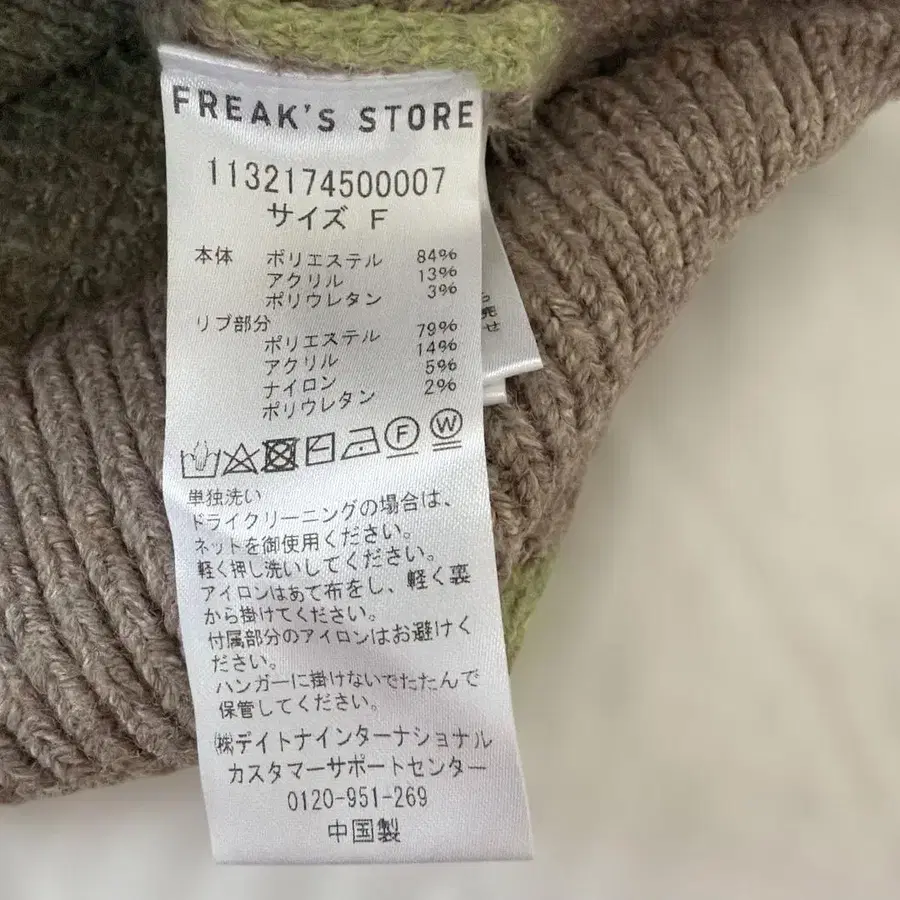 FREAK'S STORE
1132174500007
サイズ F
本体 ポリエステル 84%
アクリル 13%
ポリウレタン 3%
リブ部分
ポリエステル 79%
アクリル 14%
ナイロン 5%
ポリウレタン 2%
F W
単独洗い
ドライクリーニングの場合は、
ネットを御使用ください。
軽く押し洗いしてください。
アイロンはあて布をし、軽く裏
から掛けてください。
付属部分のアイロンはお避けく
ださい。
ハンガーに掛けないでたたんで
保管してください。
㈱デイトナインターナショナル
カスタマーサポートセンター
0120-951-269
中国製